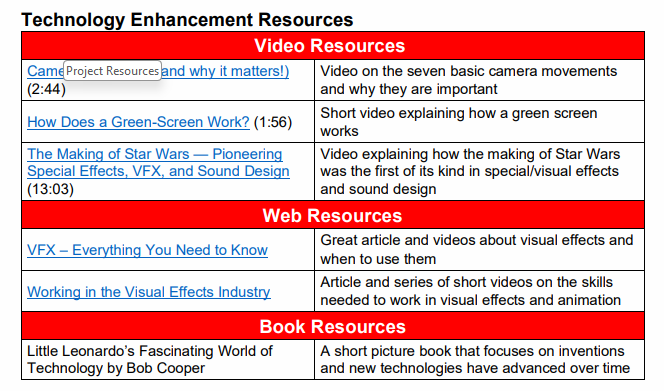 Technology Enhancement Resources
Video Resources
Came
Project Resources
and why it matters!)
(2:44)
Video on the seven basic camera movements
and why they are important
How Does a Green-Screen Work? (1:56)
Short video explaining how a green screen
works
The Making of Star Wars — Pioneering
Special Effects, VFX, and Sound Design
(13:03)
Video explaining how the making of Star Wars
was the first of its kind in special/visual effects
and sound design
Web Resources
VFX – Everything You Need to Know
Great article and videos about visual effects and
when to use them
Working in the Visual Effects Industry
Article and series of short videos on the skills
needed to work in visual effects and animation
Book Resources
Little Leonardo’s Fascinating World of
Technology by Bob Cooper
A short picture book that focuses on inventions
and new technologies have advanced over time